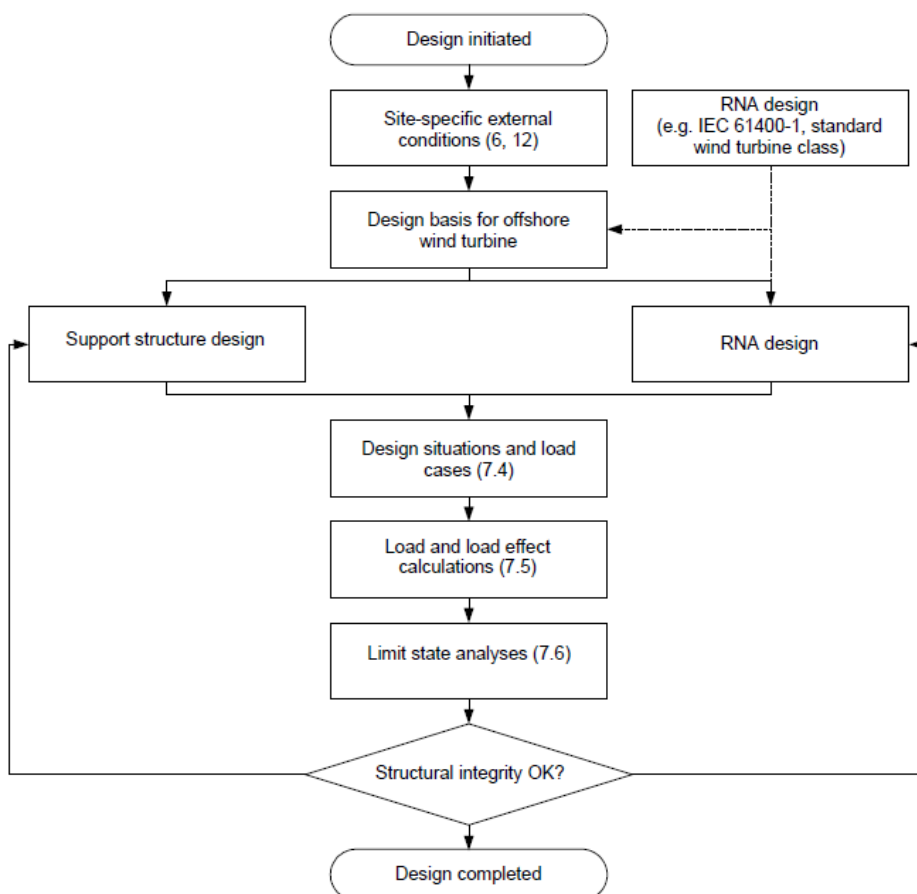 Design initiated
Site-specific external
conditions (6, 12)
RNA design
(e.g. IEC 61400-1, standard
wind turbine class)
Design basis for offshore
wind turbine
Support structure design
RNA design
Design situations and load
cases (7.4)
Load and load effect
calculations (7.5)
Limit state analyses (7.6)
Structural integrity OK?
Design completed